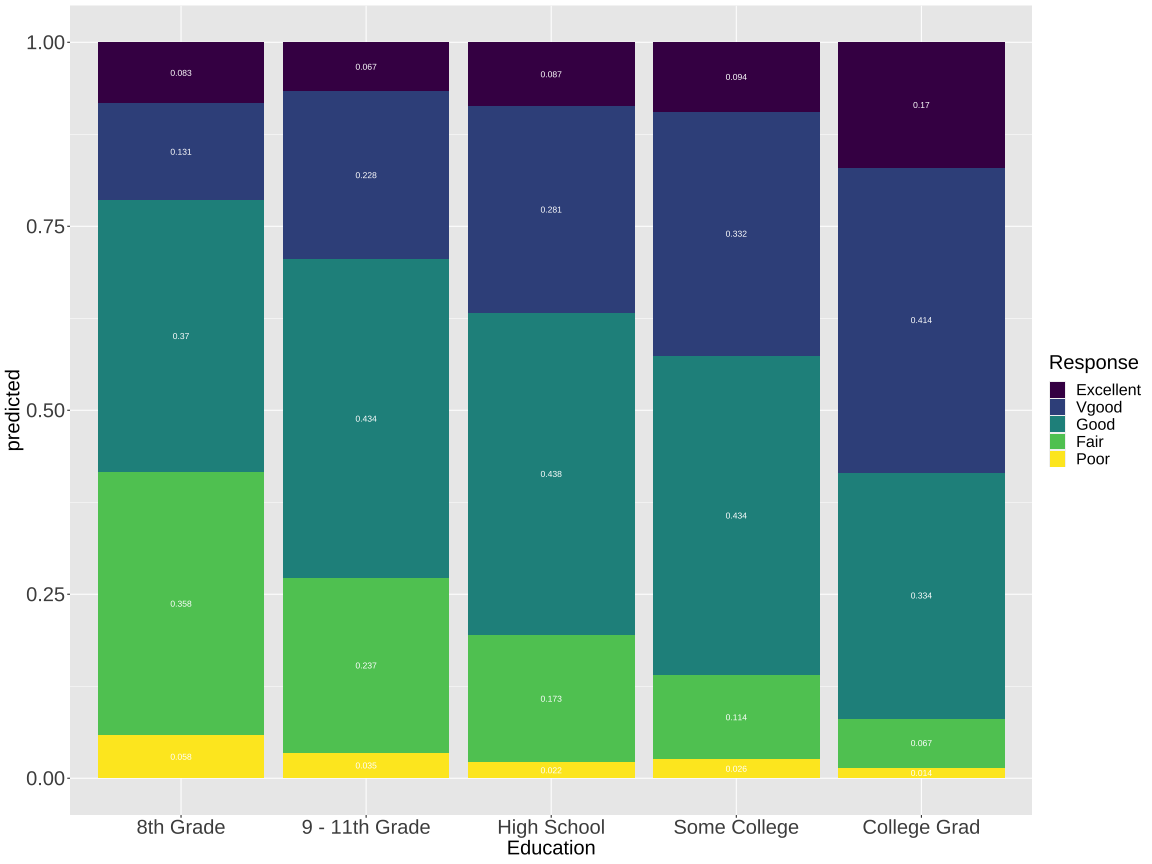 1.00
0.75
0.50
0.25
0.00
predicted
0.083
0.131
0.37
0.358
0.058
0.067
0.228
0.434
0.237
0.035
0.087
0.281
0.438
0.173
0.022
0.094
0.332
0.434
0.114
0.026
0.17
0.414
0.334
0.067
0.014
8th Grade
9 - 11th Grade
High School
Some College
College Grad
Education
Response
Excellent
Vgood
Good
Fair
Poor